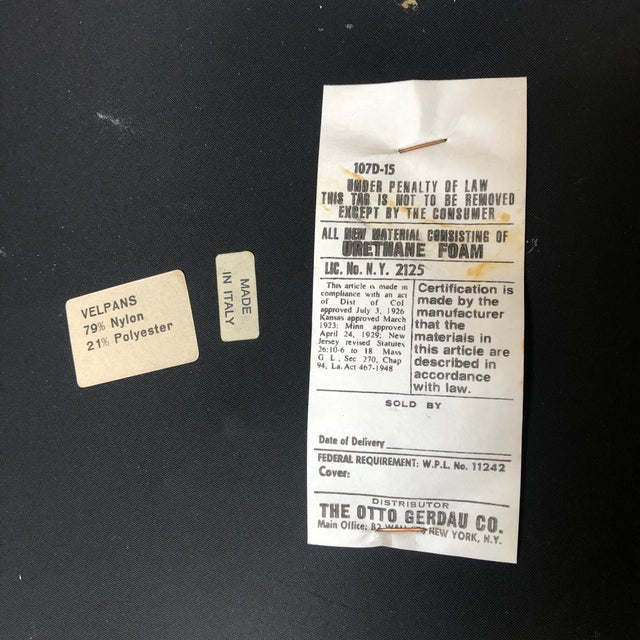 VELPANS
79% Nylon
21% Polyester
MADE
IN ITALY
107D-15
UNDER PENALTY OF LAW
THIS TAG IS NOT TO BE REMOVED
EXCEPT BY THE CONSUMER
ALL NEW MATERIAL CONSISTING OF
URETHANE FOAM
LIC. No. N.Y. 2125
This article is made in
compliance with an act
of Dist of Col
approved July 3, 1926
Kansas approved March
1923; Minn approved
April 24, 1929; New
Jersey revised Statutes
26:10-6 to 18 Mass
G L, Sec 270, Chap
94, La. Act 467-1948
Certification is
made by the
manufacturer
that the
materials in
this article are
described in
accordance
with law.
SOLD BY
Date of Delivery
FEDERAL REQUIREMENT: W.P.L. No. 11242
Cover:
DISTRIBUTOR
THE OTTO GERDAU CO.
Main Office: 82 NEW YORK, N.Y.